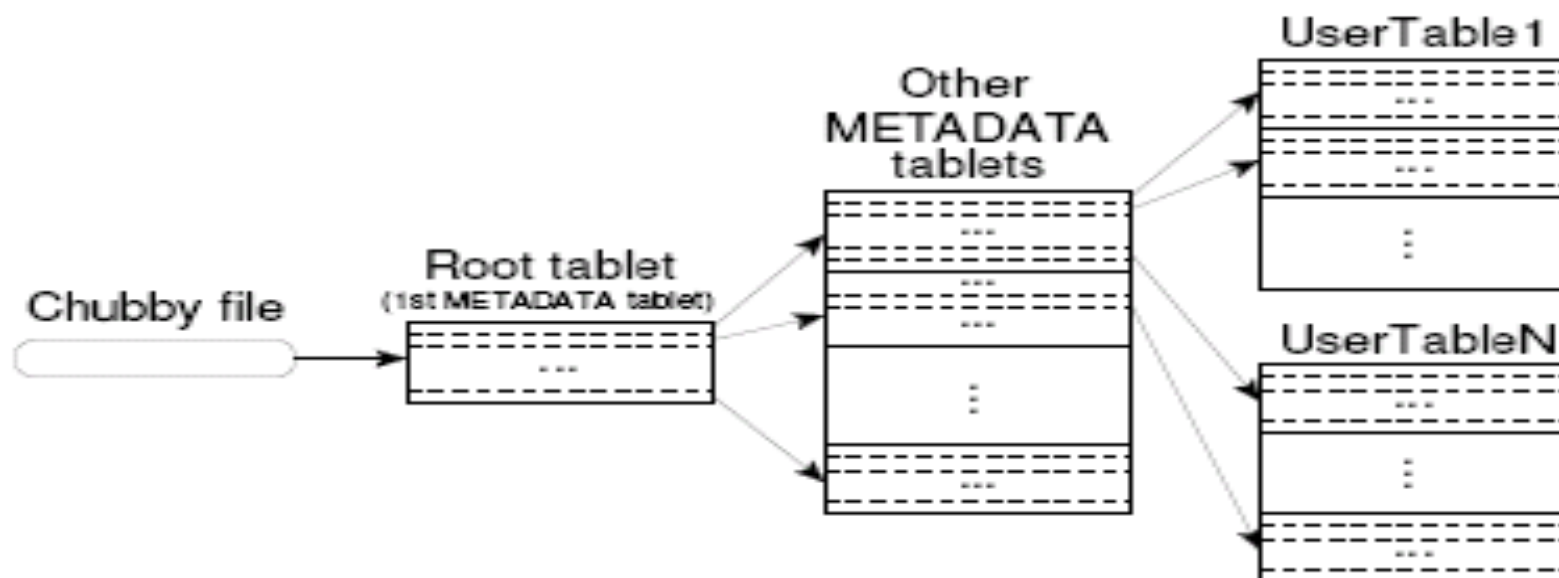 Chubby file
Root tablet
(1st METADATA tablet)
Other
METADATA
tablets
UserTable1
UserTableN